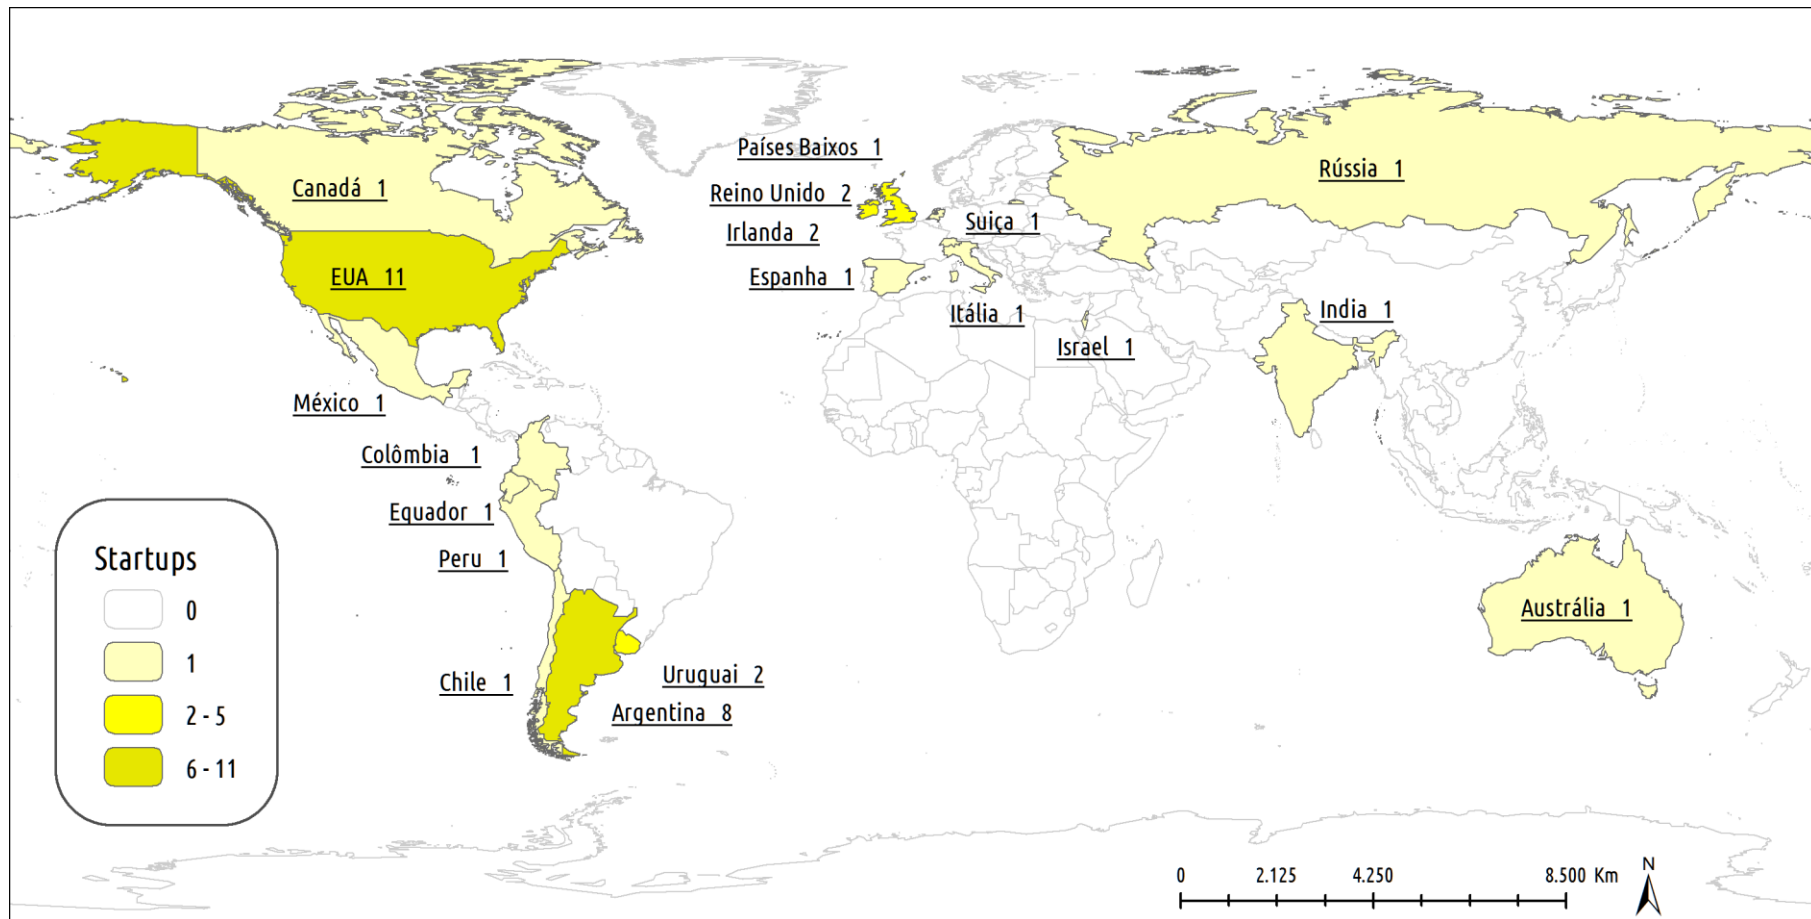 Países Baixos 1
Canadá 1
Rússia 1
Reino Unido 2
Suiça 1
Irlanda 2
EUA 11
Espanha 1
Itália 1
India 1
Israel 1
México 1
Colômbia 1
Equador 1
Peru 1
Austrália 1
Chile 1
Uruguai 2
Argentina 8
Startups
0
1
2 - 5
6 - 11
0 2.125 4.250 8.500 Km
N